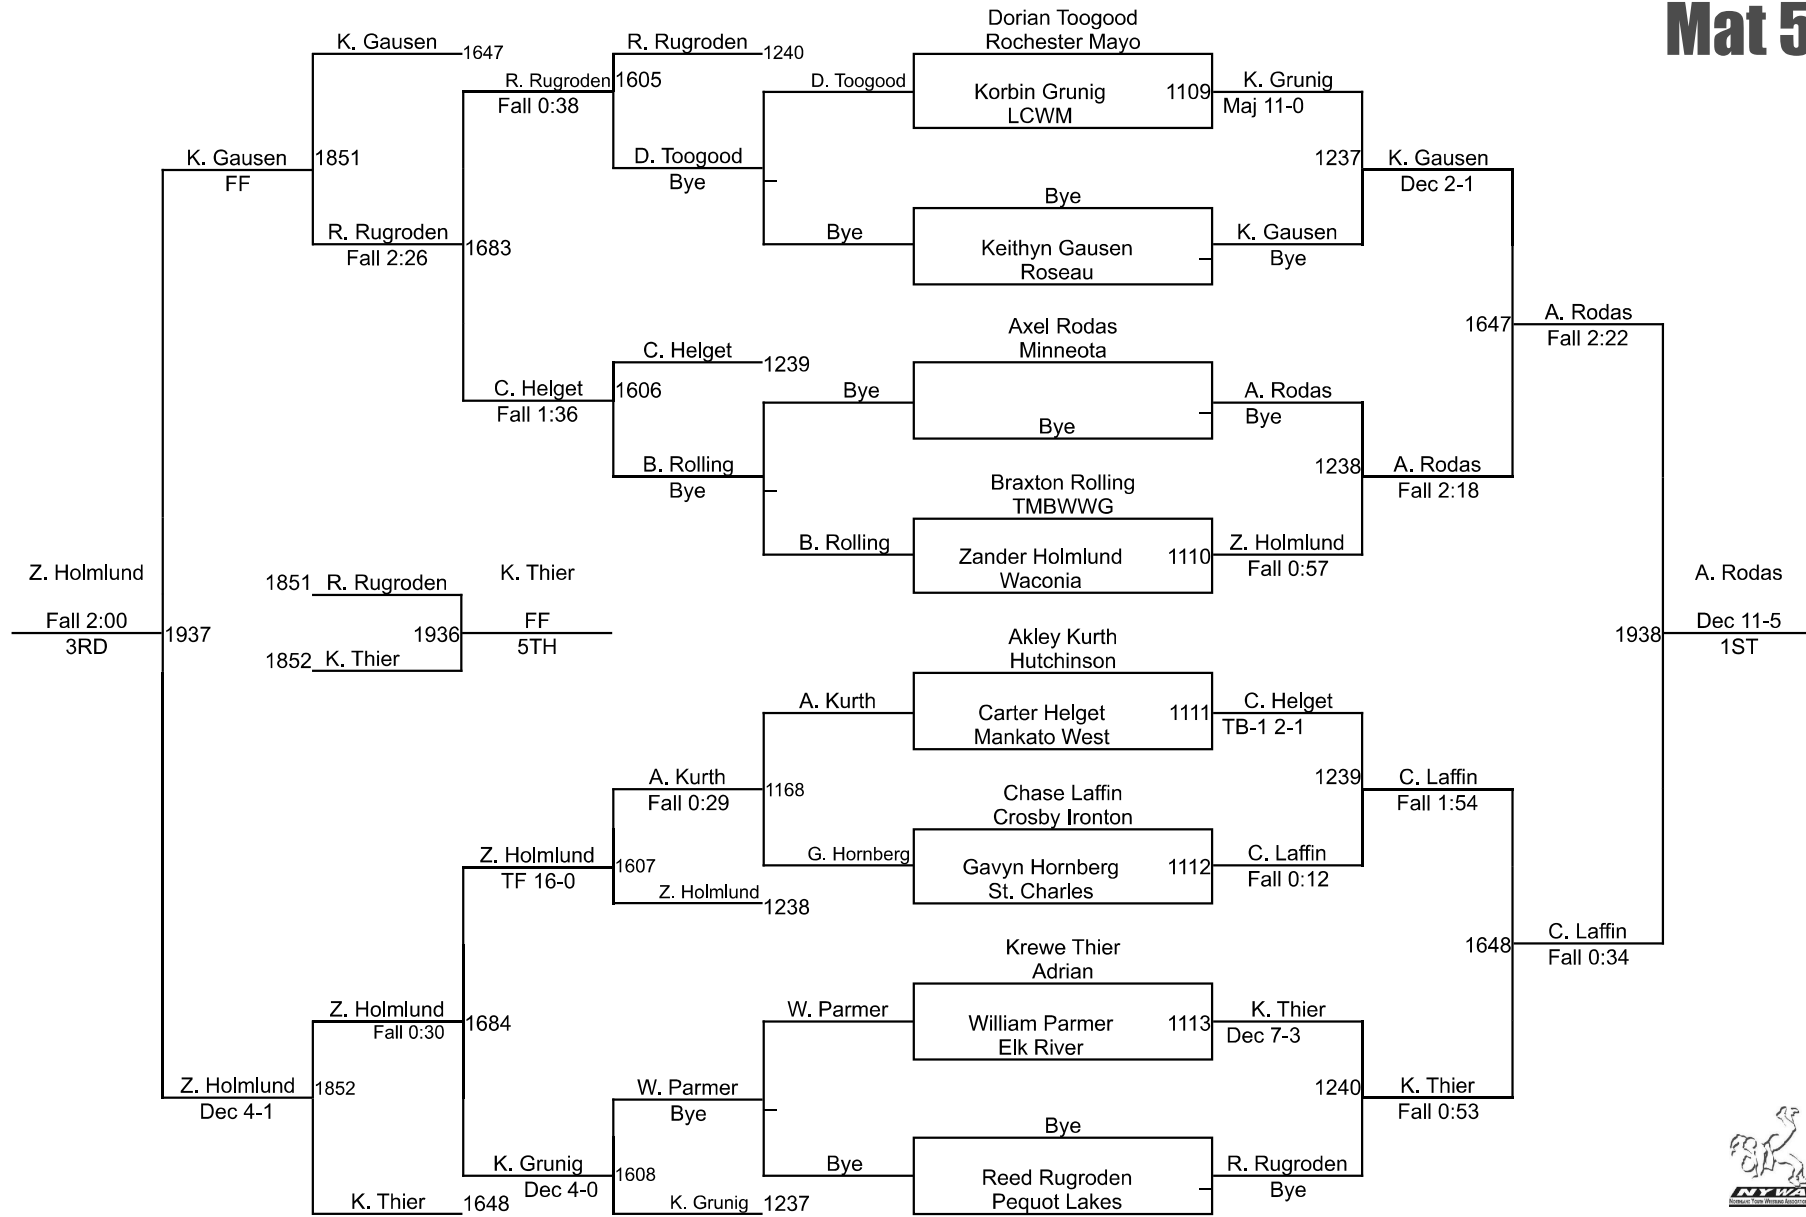 Mat 5
Dorian Toogood
Rochester Mayo
K. Gausen
1647
R. Rugroden
1240
R. Rugroden
1605
Fall 0:38
D. Toogood
Korbin Grunig
LCWM
1109
K. Grunig
Maj 11-0
K. Gausen
FF
1851
D. Toogood
Bye
1237
K. Gausen
Dec 2-1
Bye
R. Rugroden
Fall 2:26
1683
Bye
Keithyn Gausen
Roseau
K. Gausen
Bye
Axel Rodas
Minneota
1647
A. Rodas
Fall 2:22
C. Helget
1239
C. Helget
Fall 1:36
1606
Bye
Bye
A. Rodas
Bye
B. Rolling
Bye
1238
A. Rodas
Fall 2:18
Braxton Rolling
TMBWWG
B. Rolling
Zander Holmlund
Waconia
1110
Z. Holmlund
Fall 0:57
Z. Holmlund
Fall 2:00
3RD
1937
1851
R. Rugroden
1852
K. Thier
1936
K. Thier
FF
5TH
A. Rodas
Dec 11-5
1ST
1938
Akley Kurth
Hutchinson
A. Kurth
Carter Helget
Mankato West
1111
C. Helget
TB-1 2-1
A. Kurth
Fall 0:29
1168
Chase Laffin
Crosby Ironton
1239
C. Laffin
Fall 1:54
Z. Holmlund
TF 16-0
1607
G. Hornberg
Gavyn Hornberg
St. Charles
1112
C. Laffin
Fall 0:12
Z. Holmlund
1238
Krewe Thier
Adrian
1648
C. Laffin
Fall 0:34
Z. Holmlund
Fall 0:30
1684
W. Parmer
William Parmer
Elk River
1113
K. Thier
Dec 7-3
Z. Holmlund
Dec 4-1
1852
W. Parmer
Bye
1240
K. Thier
Fall 0:53
Bye
K. Grunig
Dec 4-0
1608
Bye
Reed Rugroden
Pequot Lakes
R. Rugroden
Bye
K. Thier
1648
K. Grunig
1237
NYWA